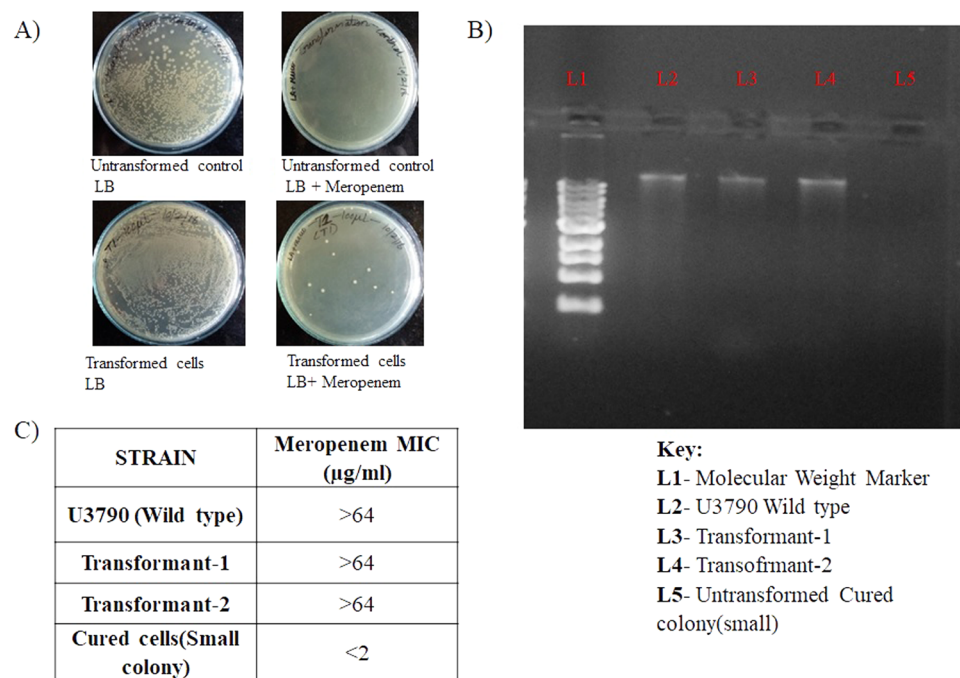 A)
Untransformed control
LB
Untransformed control
LB + Meropenem
Transformed cells
LB
Transformed cells
LB+ Meropenem
B)
L1 L2 L3 L4 L5
Key:
L1- Molecular Weight Marker
L2- U3790 Wild type
L3- Transformant-1
L4- Transofrmant-2
L5- Untransformed Cured
colony(small)
C)
STRAIN
Meropenem MIC
(µg/ml)
U3790 (Wild type) >64
Transformant-1 >64
Transformant-2 >64
Cured cells(Small
colony)
<2